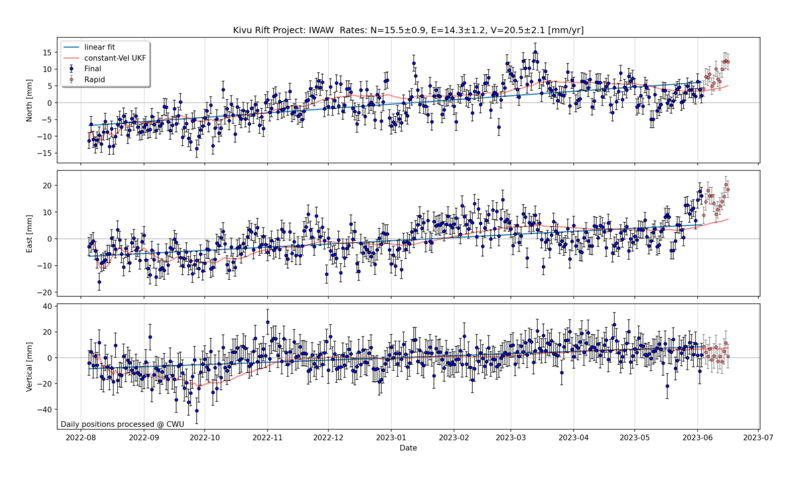 Kivu Rift Project: IWAW Rates: N=15.5±0.9, E=14.3±1.2, V=20.5±2.1 [mm/yr]
linear fit
constant-Vel UKF
Final
Rapid
North [mm]
15
10
5
0
−5
−10
−15
East [mm]
20
10
0
−10
−20
Vertical [mm]
40
20
0
−20
−40
Daily positions processed @ CWU
2022-08 2022-09 2022-10 2022-11 2022-12 2023-01 2023-02 2023-03 2023-04 2023-05 2023-06 2023-07
Date